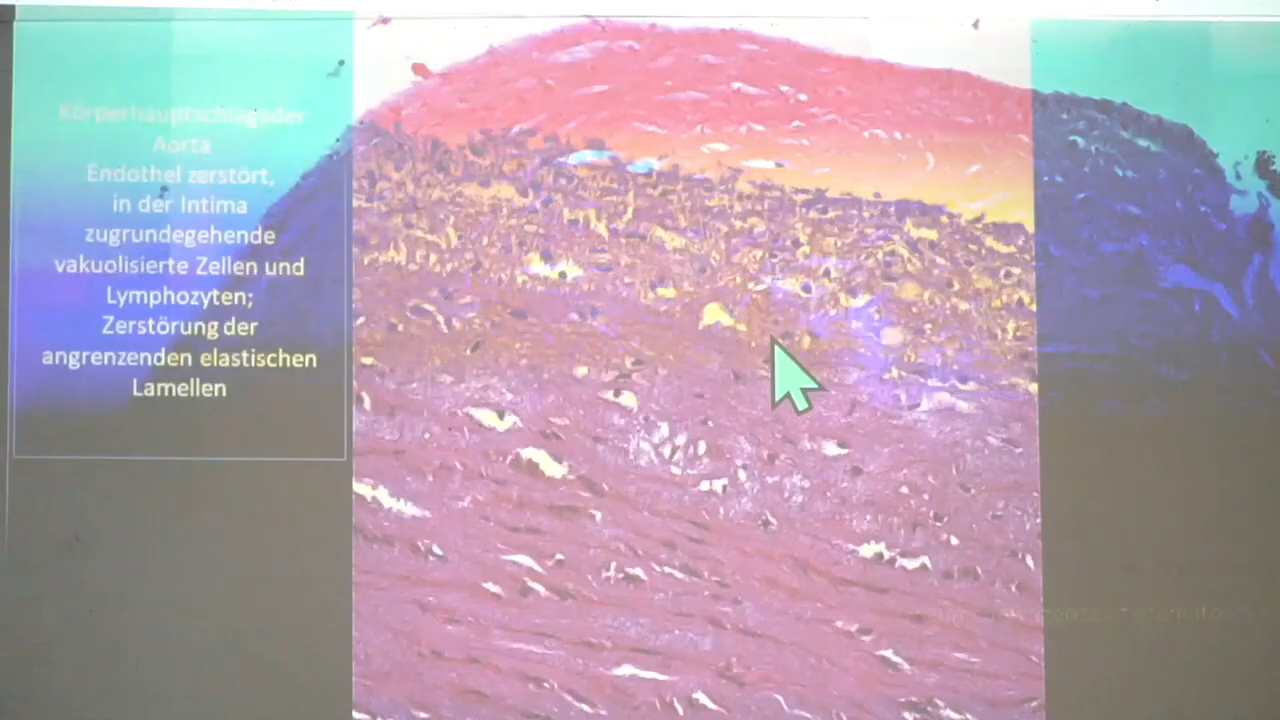 Körperhauptschlagader
Aorta
Endothel zerstört,
in der Intima
zugrundegehende
vakuolisierte Zellen und
Lymphozyten;
Zerstörung der
angrenzenden elastischen
Lamellen